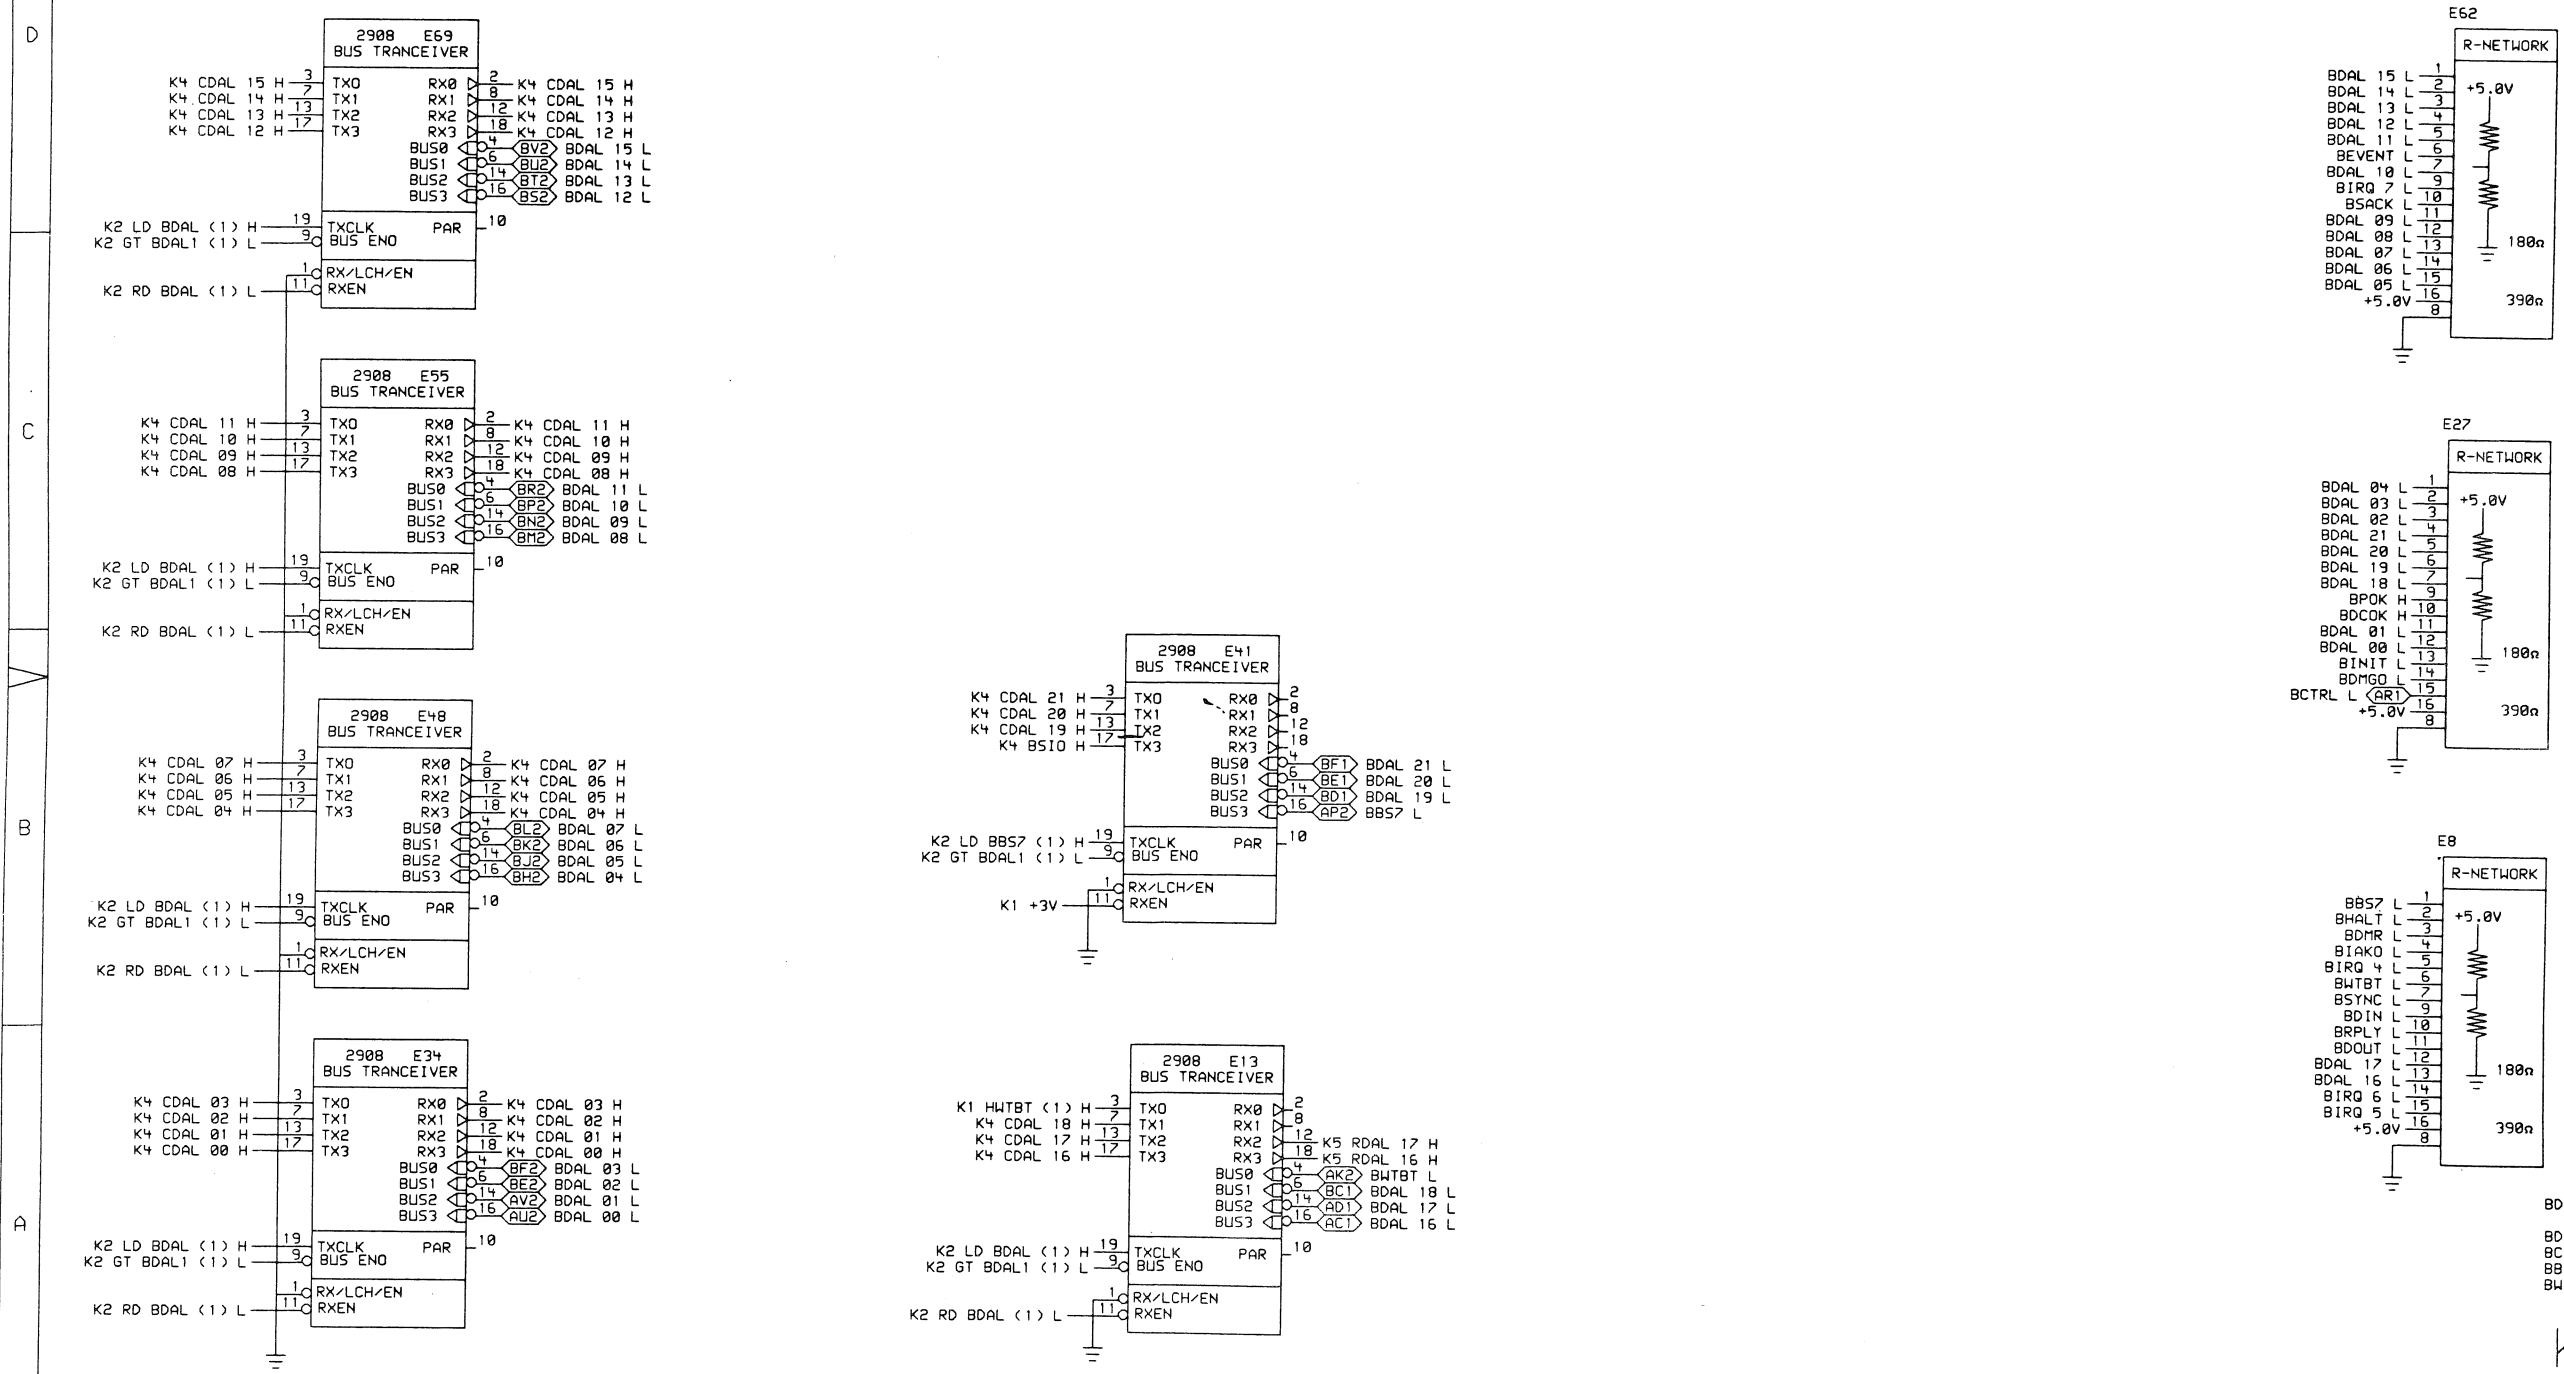 D
2908 E69
BUS TRANCEIVER
K4 CDAL 15 H 3 TX0 RX0 2 K4 CDAL 15 H
K4 CDAL 14 H 7 TX1 RX1 8 K4 CDAL 14 H
K4 CDAL 13 H 13 TX2 RX2 12 K4 CDAL 13 H
K4 CDAL 12 H 17 TX3 RX3 18 K4 CDAL 12 H
BUS0 4 BV2 BDAL 15 L
BUS1 6 BU2 BDAL 14 L
BUS2 14 BT2 BDAL 13 L
BUS3 16 BS2 BDAL 12 L
K2 LD BDAL (1) H 19 TXCLK PAR 10
K2 GT BDAL1 (1) L 9 BUS ENO
1 RX/LCH/EN
K2 RD BDAL (1) L 11 RXEN
C
2908 E55
BUS TRANCEIVER
K4 CDAL 11 H 3 TX0 RX0 2 K4 CDAL 11 H
K4 CDAL 10 H 7 TX1 RX1 8 K4 CDAL 10 H
K4 CDAL 09 H 13 TX2 RX2 12 K4 CDAL 09 H
K4 CDAL 08 H 17 TX3 RX3 18 K4 CDAL 08 H
BUS0 4 BR2 BDAL 11 L
BUS1 6 BP2 BDAL 10 L
BUS2 14 BN2 BDAL 09 L
BUS3 16 BM2 BDAL 08 L
K2 LD BDAL (1) H 19 TXCLK PAR 10
K2 GT BDAL1 (1) L 9 BUS ENO
1 RX/LCH/EN
K2 RD BDAL (1) L 11 RXEN
B
2908 E48
BUS TRANCEIVER
K4 CDAL 07 H 3 TX0 RX0 2 K4 CDAL 07 H
K4 CDAL 06 H 7 TX1 RX1 8 K4 CDAL 06 H
K4 CDAL 05 H 13 TX2 RX2 12 K4 CDAL 05 H
K4 CDAL 04 H 17 TX3 RX3 18 K4 CDAL 04 H
BUS0 4 BL2 BDAL 07 L
BUS1 6 BK2 BDAL 06 L
BUS2 14 BJ2 BDAL 05 L
BUS3 16 BH2 BDAL 04 L
K2 LD BDAL (1) H 19 TXCLK PAR 10
K2 GT BDAL1 (1) L 9 BUS ENO
1 RX/LCH/EN
K2 RD BDAL (1) L 11 RXEN
A
2908 E34
BUS TRANCEIVER
K4 CDAL 03 H 3 TX0 RX0 2 K4 CDAL 03 H
K4 CDAL 02 H 7 TX1 RX1 8 K4 CDAL 02 H
K4 CDAL 01 H 13 TX2 RX2 12 K4 CDAL 01 H
K4 CDAL 00 H 17 TX3 RX3 18 K4 CDAL 00 H
BUS0 4 BF2 BDAL 03 L
BUS1 6 BE2 BDAL 02 L
BUS2 14 AV2 BDAL 01 L
BUS3 16 AU2 BDAL 00 L
K2 LD BDAL (1) H 19 TXCLK PAR 10
K2 GT BDAL1 (1) L 9 BUS ENO
1 RX/LCH/EN
K2 RD BDAL (1) L 11 RXEN
2908 E41
BUS TRANCEIVER
K4 CDAL 21 H 3 TX0 RX0 2
K4 CDAL 20 H 7 TX1 RX1 8
K4 CDAL 19 H 13 TX2 RX2 12
K4 BSIO H 17 TX3 RX3 18
BUS0 4 BF1 BDAL 21 L
BUS1 6 BE1 BDAL 20 L
BUS2 14 BD1 BDAL 19 L
BUS3 16 AP2 BBS7 L
K2 LD BBS7 (1) H 19 TXCLK PAR 10
K2 GT BDAL1 (1) L 9 BUS ENO
1 RX/LCH/EN
K1 +3V 11 RXEN
2908 E13
BUS TRANCEIVER
K1 HWTBT (1) H 3 TX0 RX0 2
K4 CDAL 18 H 7 TX1 RX1 8
K4 CDAL 17 H 13 TX2 RX2 12 K5 RDAL 17 H
K4 CDAL 16 H 17 TX3 RX3 18 K5 RDAL 16 H
BUS0 4 AK2 BWTBT L
BUS1 6 BC1 BDAL 18 L
BUS2 14 AD1 BDAL 17 L
BUS3 16 AC1 BDAL 16 L
K2 LD BDAL (1) H 19 TXCLK PAR 10
K2 GT BDAL1 (1) L 9 BUS ENO
1 RX/LCH/EN
K2 RD BDAL (1) L 11 RXEN
E62
R-NETWORK
BDAL 15 L 1
BDAL 14 L 2 +5.0V
BDAL 13 L 3
BDAL 12 L 4
BDAL 11 L 5
BEVENT L 6
BDAL 10 L 7
BIRQ 7 L 9
BSACK L 10
BDAL 09 L 11
BDAL 08 L 12 180Ω
BDAL 07 L 13
BDAL 06 L 14
BDAL 05 L 15
+5.0V 16 390Ω
8
E27
R-NETWORK
BDAL 04 L 1
BDAL 03 L 2 +5.0V
BDAL 02 L 3
BDAL 21 L 4
BDAL 20 L 5
BDAL 19 L 6
BDAL 18 L 7
BPOK H 9
BDCOK H 10
BDAL 01 L 11
BDAL 00 L 12 180Ω
BINIT L 13
BDMGO L 14
BCTRL L AR1 15
+5.0V 16 390Ω
8
E8
R-NETWORK
BBS7 L 1
BHALT L 2 +5.0V
BDMR L 3
BIAKO L 4
BIRQ 4 L 5
BWTBT L 6
BSYNC L 7
BDIN L 9
BRPLY L 10
BDOUT L 11
BDAL 17 L 12 180Ω
BDAL 16 L 13
BIRQ 6 L 14
BIRQ 5 L 15
+5.0V 16 390Ω
8
BD
BD
BC
BB
BW